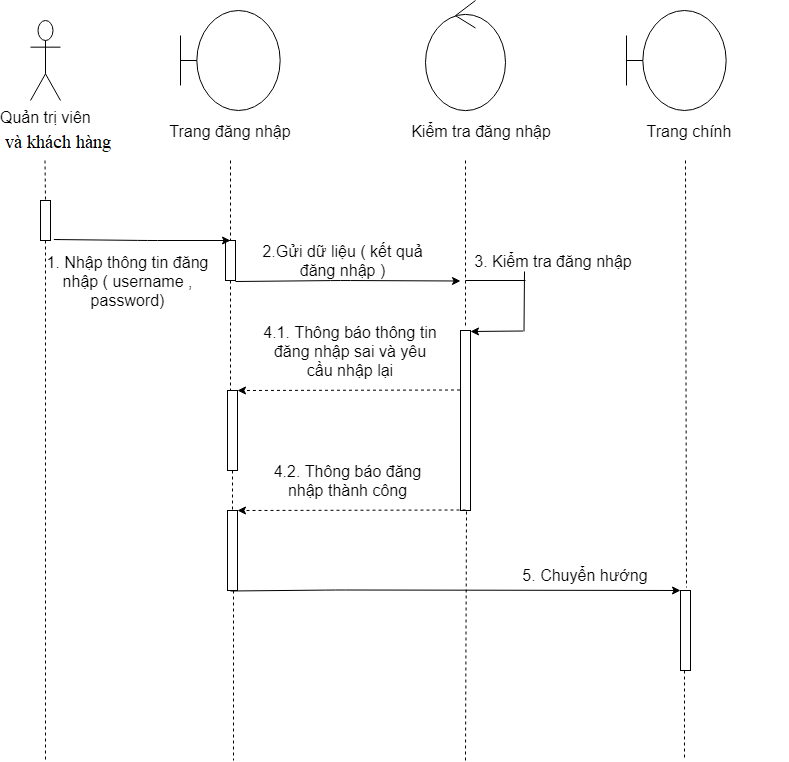 Quản trị viên
và khách hàng
Trang đăng nhập
Kiểm tra đăng nhập
Trang chính
1. Nhập thông tin đăng
nhập ( username ,
password)
2.Gửi dữ liệu ( kết quả
đăng nhập )
3. Kiểm tra đăng nhập
4.1. Thông báo thông tin
đăng nhập sai và yêu
cầu nhập lại
4.2. Thông báo đăng
nhập thành công
5. Chuyển hướng